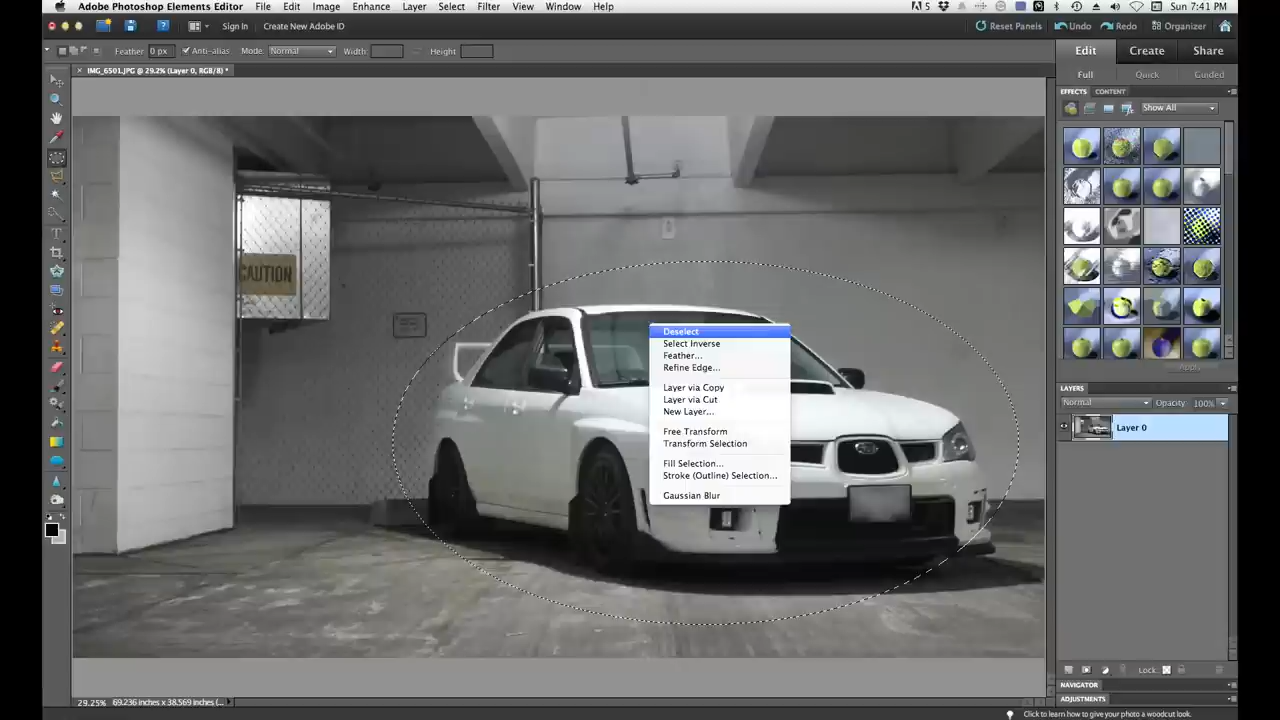 Adobe Photoshop Elements Editor File Edit Image Enhance Layer Select Filter View Window Help
5 Sun 7:41 PM
Sign In Create New Adobe ID Reset Panels Undo Redo Organizer
Feather 0 px Anti-alias Mode: Normal Width: Height:
Edit Create Share
IMG_6501.JPG @ 29.2% (Layer 0, RGB/8) *
Full Quick Guided
EFFECTS CONTENT
Show All
CAUTION
Deselect
Select Inverse
Feather...
Refine Edge...
Layer via Copy
Layer via Cut
New Layer...
Free Transform
Transform Selection
Fill Selection...
Stroke (Outline) Selection...
Gaussian Blur
Apply
LAYERS
Normal Opacity: 100%
Layer 0
Lock:
NAVIGATOR
ADJUSTMENTS
29.25% 69.236 inches x 38.569 inches (...
Click to learn how to give your photo a woodcut look.